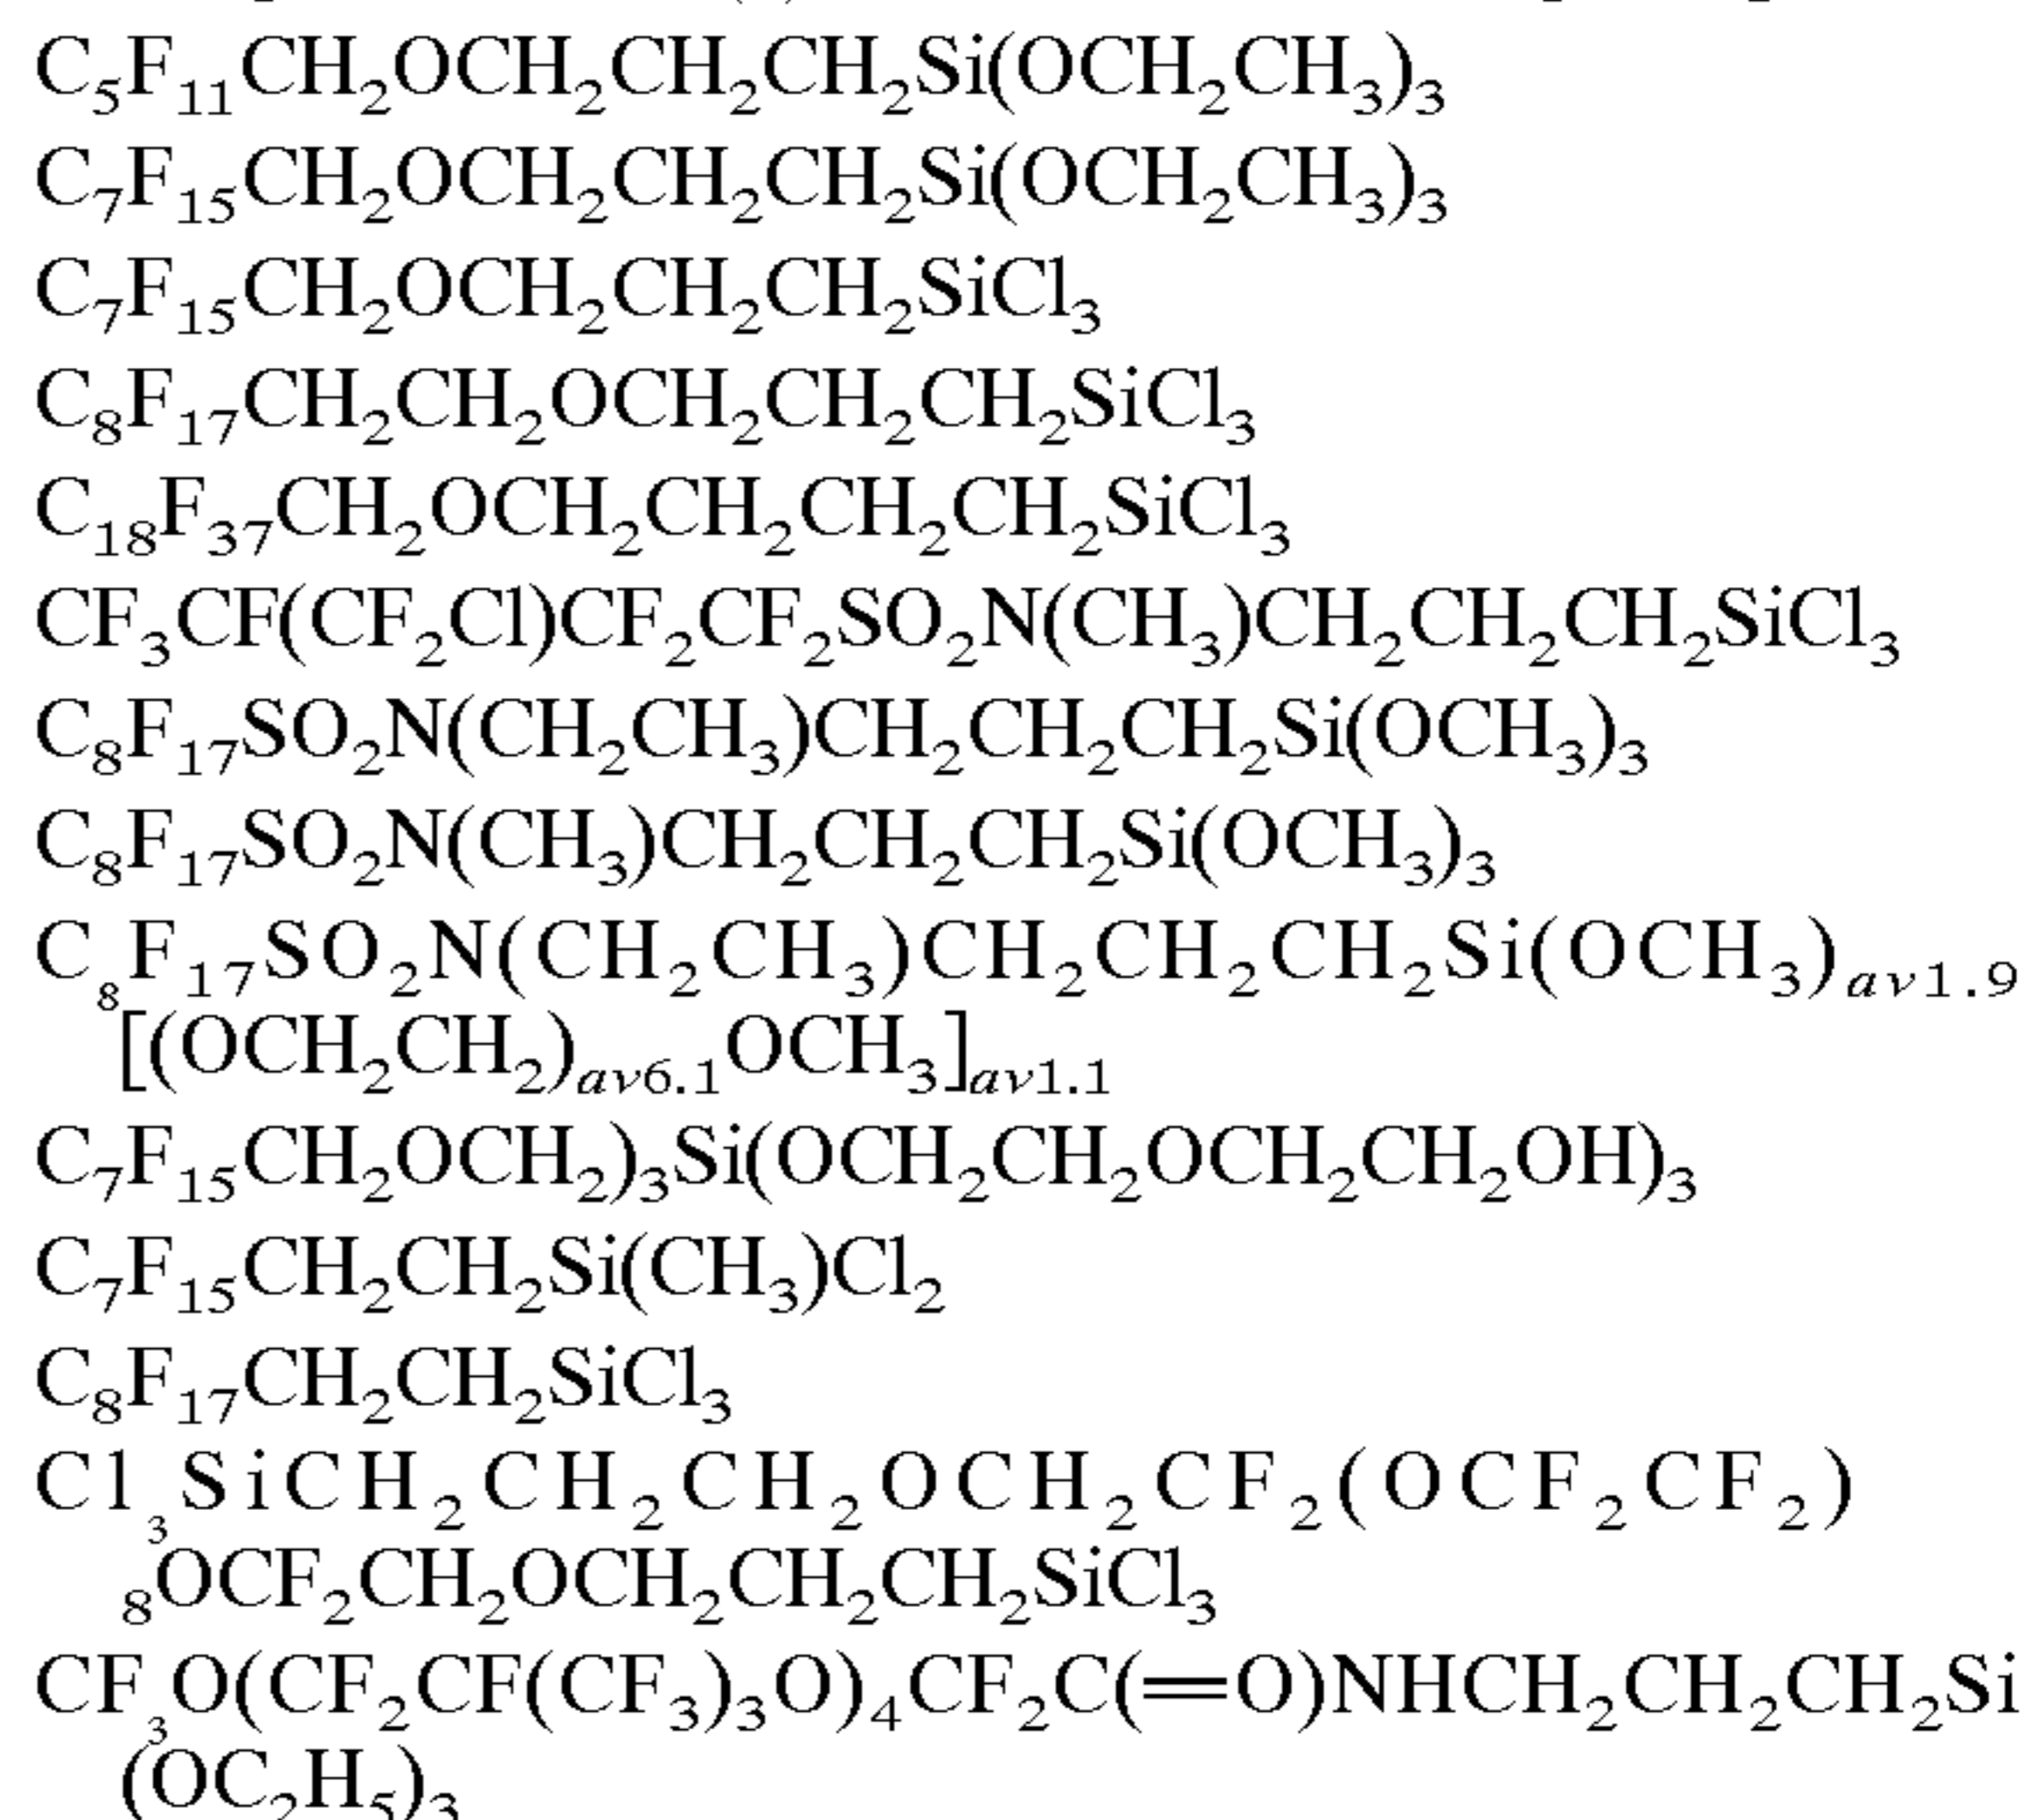 C₅F₁₁CH₂OCH₂CH₂CH₂Si(OCH₂CH₃)₃
C₇F₁₅CH₂OCH₂CH₂CH₂Si(OCH₂CH₃)₃
C₇F₁₅CH₂OCH₂CH₂CH₂SiCl₃
C₈F₁₇CH₂CH₂OCH₂CH₂CH₂SiCl₃
C₁₈F₃₇CH₂OCH₂CH₂CH₂CH₂SiCl₃
CF₃CF(CF₂Cl)CF₂CF₂SO₂N(CH₃)CH₂CH₂CH₂SiCl₃
C₈F₁₇SO₂N(CH₂CH₃)CH₂CH₂CH₂Si(OCH₃)₃
C₈F₁₇SO₂N(CH₃)CH₂CH₂CH₂Si(OCH₃)₃
C₈F₁₇SO₂N(CH₂CH₃)CH₂CH₂CH₂Si(OCH₃)av1.9
[(OCH₂CH₂)av6.1OCH₃]av1.1
C₇F₁₅CH₂OCH₂)₃Si(OCH₂CH₂OCH₂CH₂OH)₃
C₇F₁₅CH₂CH₂Si(CH₃)Cl₂
C₈F₁₇CH₂CH₂SiCl₃
Cl₃SiCH₂CH₂CH₂OCH₂CF₂(OCF₂CF₂)
₈OCF₂CH₂OCH₂CH₂CH₂SiCl₃
CF₃O(CF₂CF(CF₃)₃O)₄CF₂C(=O)NHCH₂CH₂CH₂Si
(OC₂H₅)₃